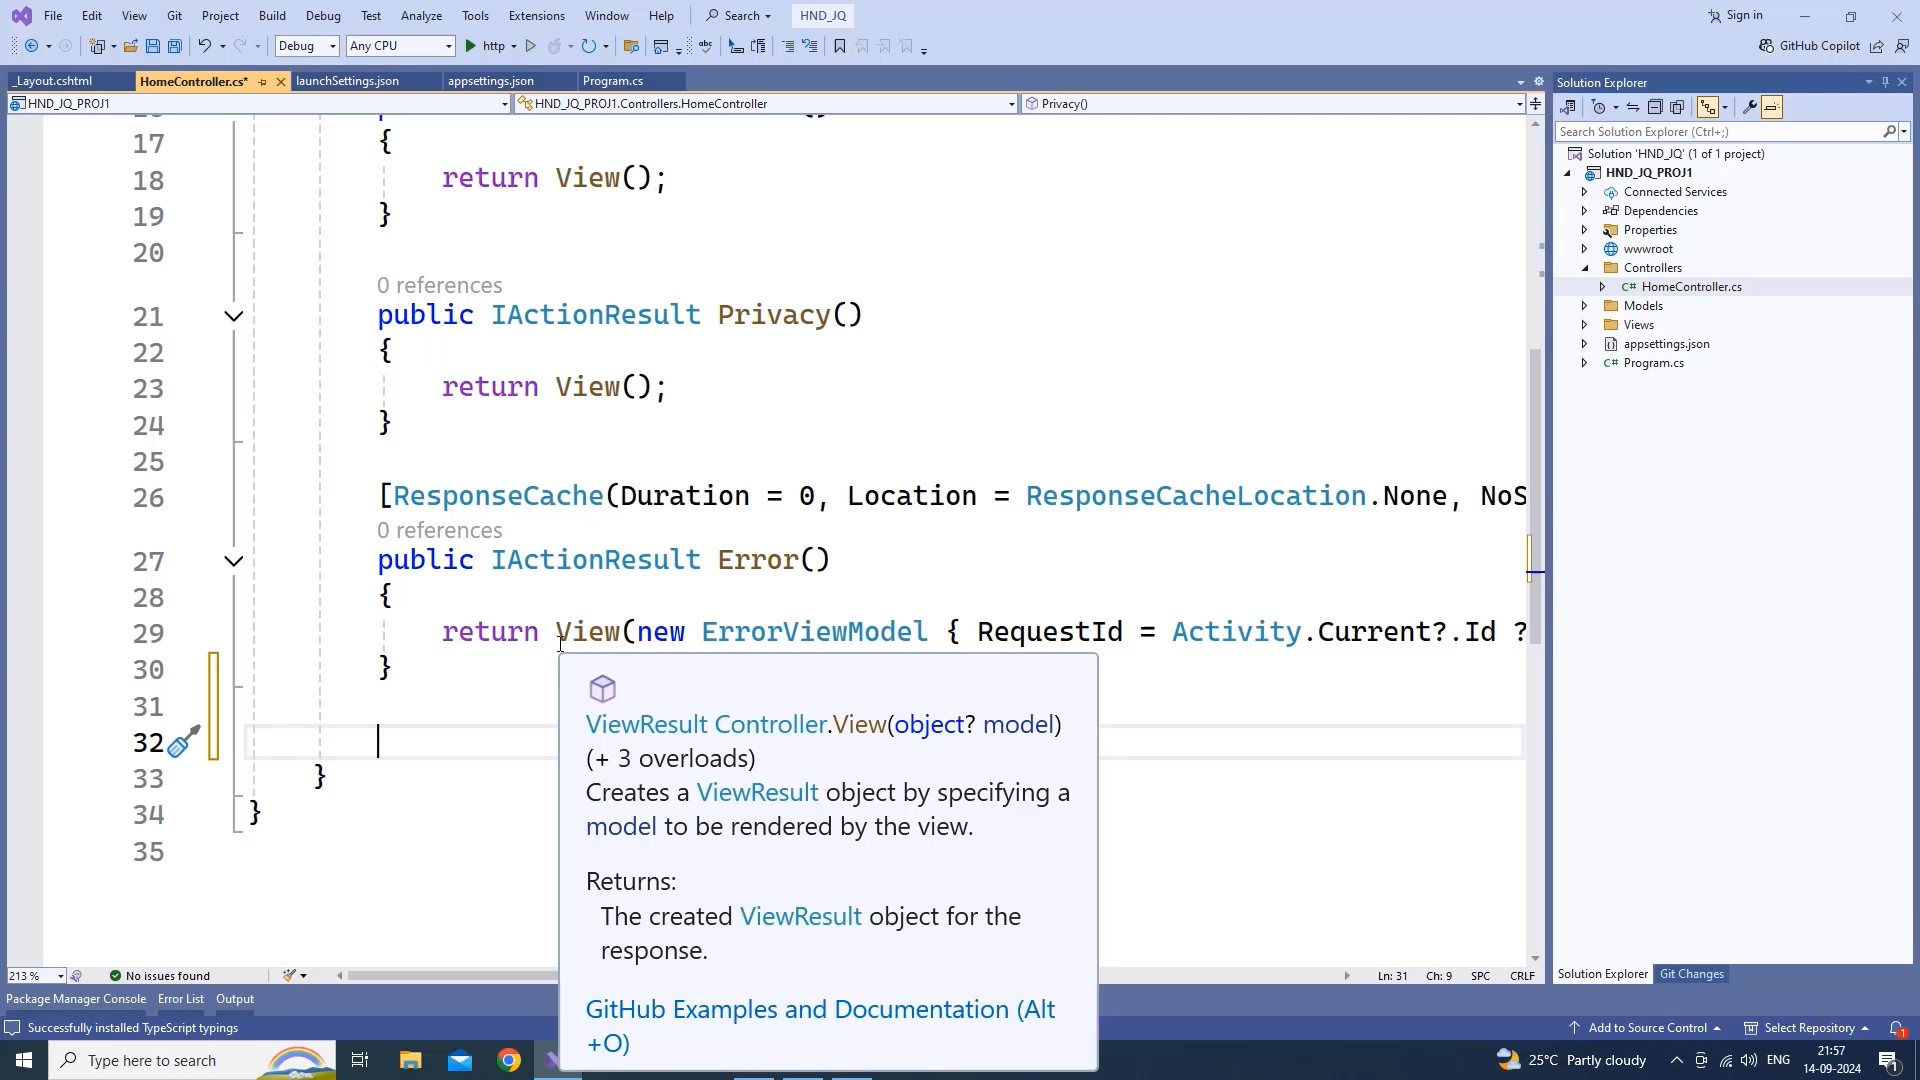 File Edit View Git Project Build Debug Test Analyze Tools Extensions Window Help Search HND_JQ Sign in
Debug Any CPU http GitHub Copilot
_Layout.cshtml HomeController.cs* launchSettings.json appsettings.json Program.cs
HND_JQ_PROJ1 HND_JQ_PROJ1.Controllers.HomeController Privacy()
17 {
18 return View();
19 }
20
0 references
21 public IActionResult Privacy()
22 {
23 return View();
24 }
25
26 [ResponseCache(Duration = 0, Location = ResponseCacheLocation.None, NoS
0 references
27 public IActionResult Error()
28 {
29 return View(new ErrorViewModel { RequestId = Activity.Current?.Id ?
30 }
31
32
33 }
34 }
35
ViewResult Controller.View(object? model)
(+ 3 overloads)
Creates a ViewResult object by specifying a
model to be rendered by the view.
Returns:
The created ViewResult object for the
response.
GitHub Examples and Documentation (Alt
+O)
213 % No issues found Ln: 31 Ch: 9 SPC CRLF
Package Manager Console Error List Output
Successfully installed TypeScript typings
Solution Explorer
Search Solution Explorer (Ctrl+;)
Solution 'HND_JQ' (1 of 1 project)
HND_JQ_PROJ1
Connected Services
Dependencies
Properties
wwwroot
Controllers
C# HomeController.cs
Models
Views
appsettings.json
C# Program.cs
Solution Explorer Git Changes
Add to Source Control Select Repository 1
Type here to search
25°C Partly cloudy ENG 21:57
14-09-2024 1